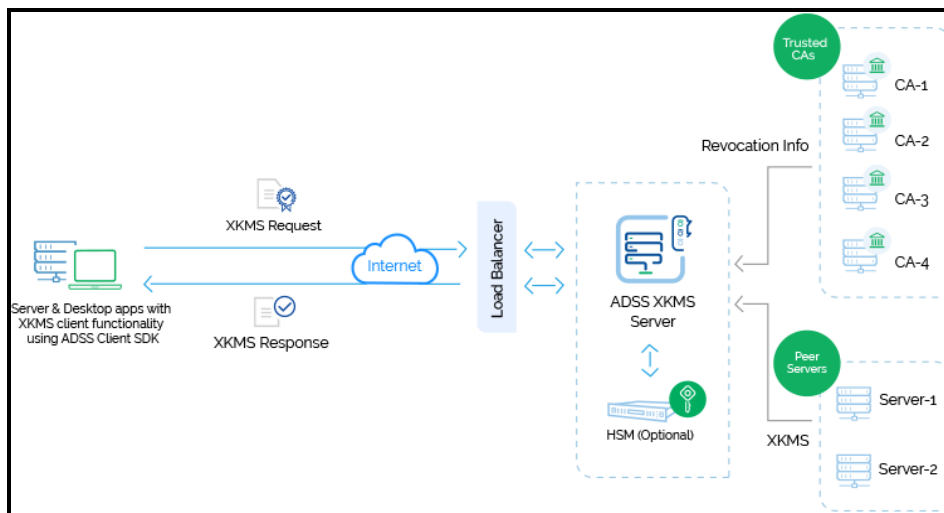 Trusted
CAs
CA-1
CA-2
CA-3
CA-4
Revocation Info
XKMS Request
Internet
XKMS Response
Server & Desktop apps with
XKMS client functionality
using ADSS Client SDK
Load Balancer
ADSS XKMS
Server
HSM (Optional)
Peer
Servers
Server-1
Server-2
XKMS